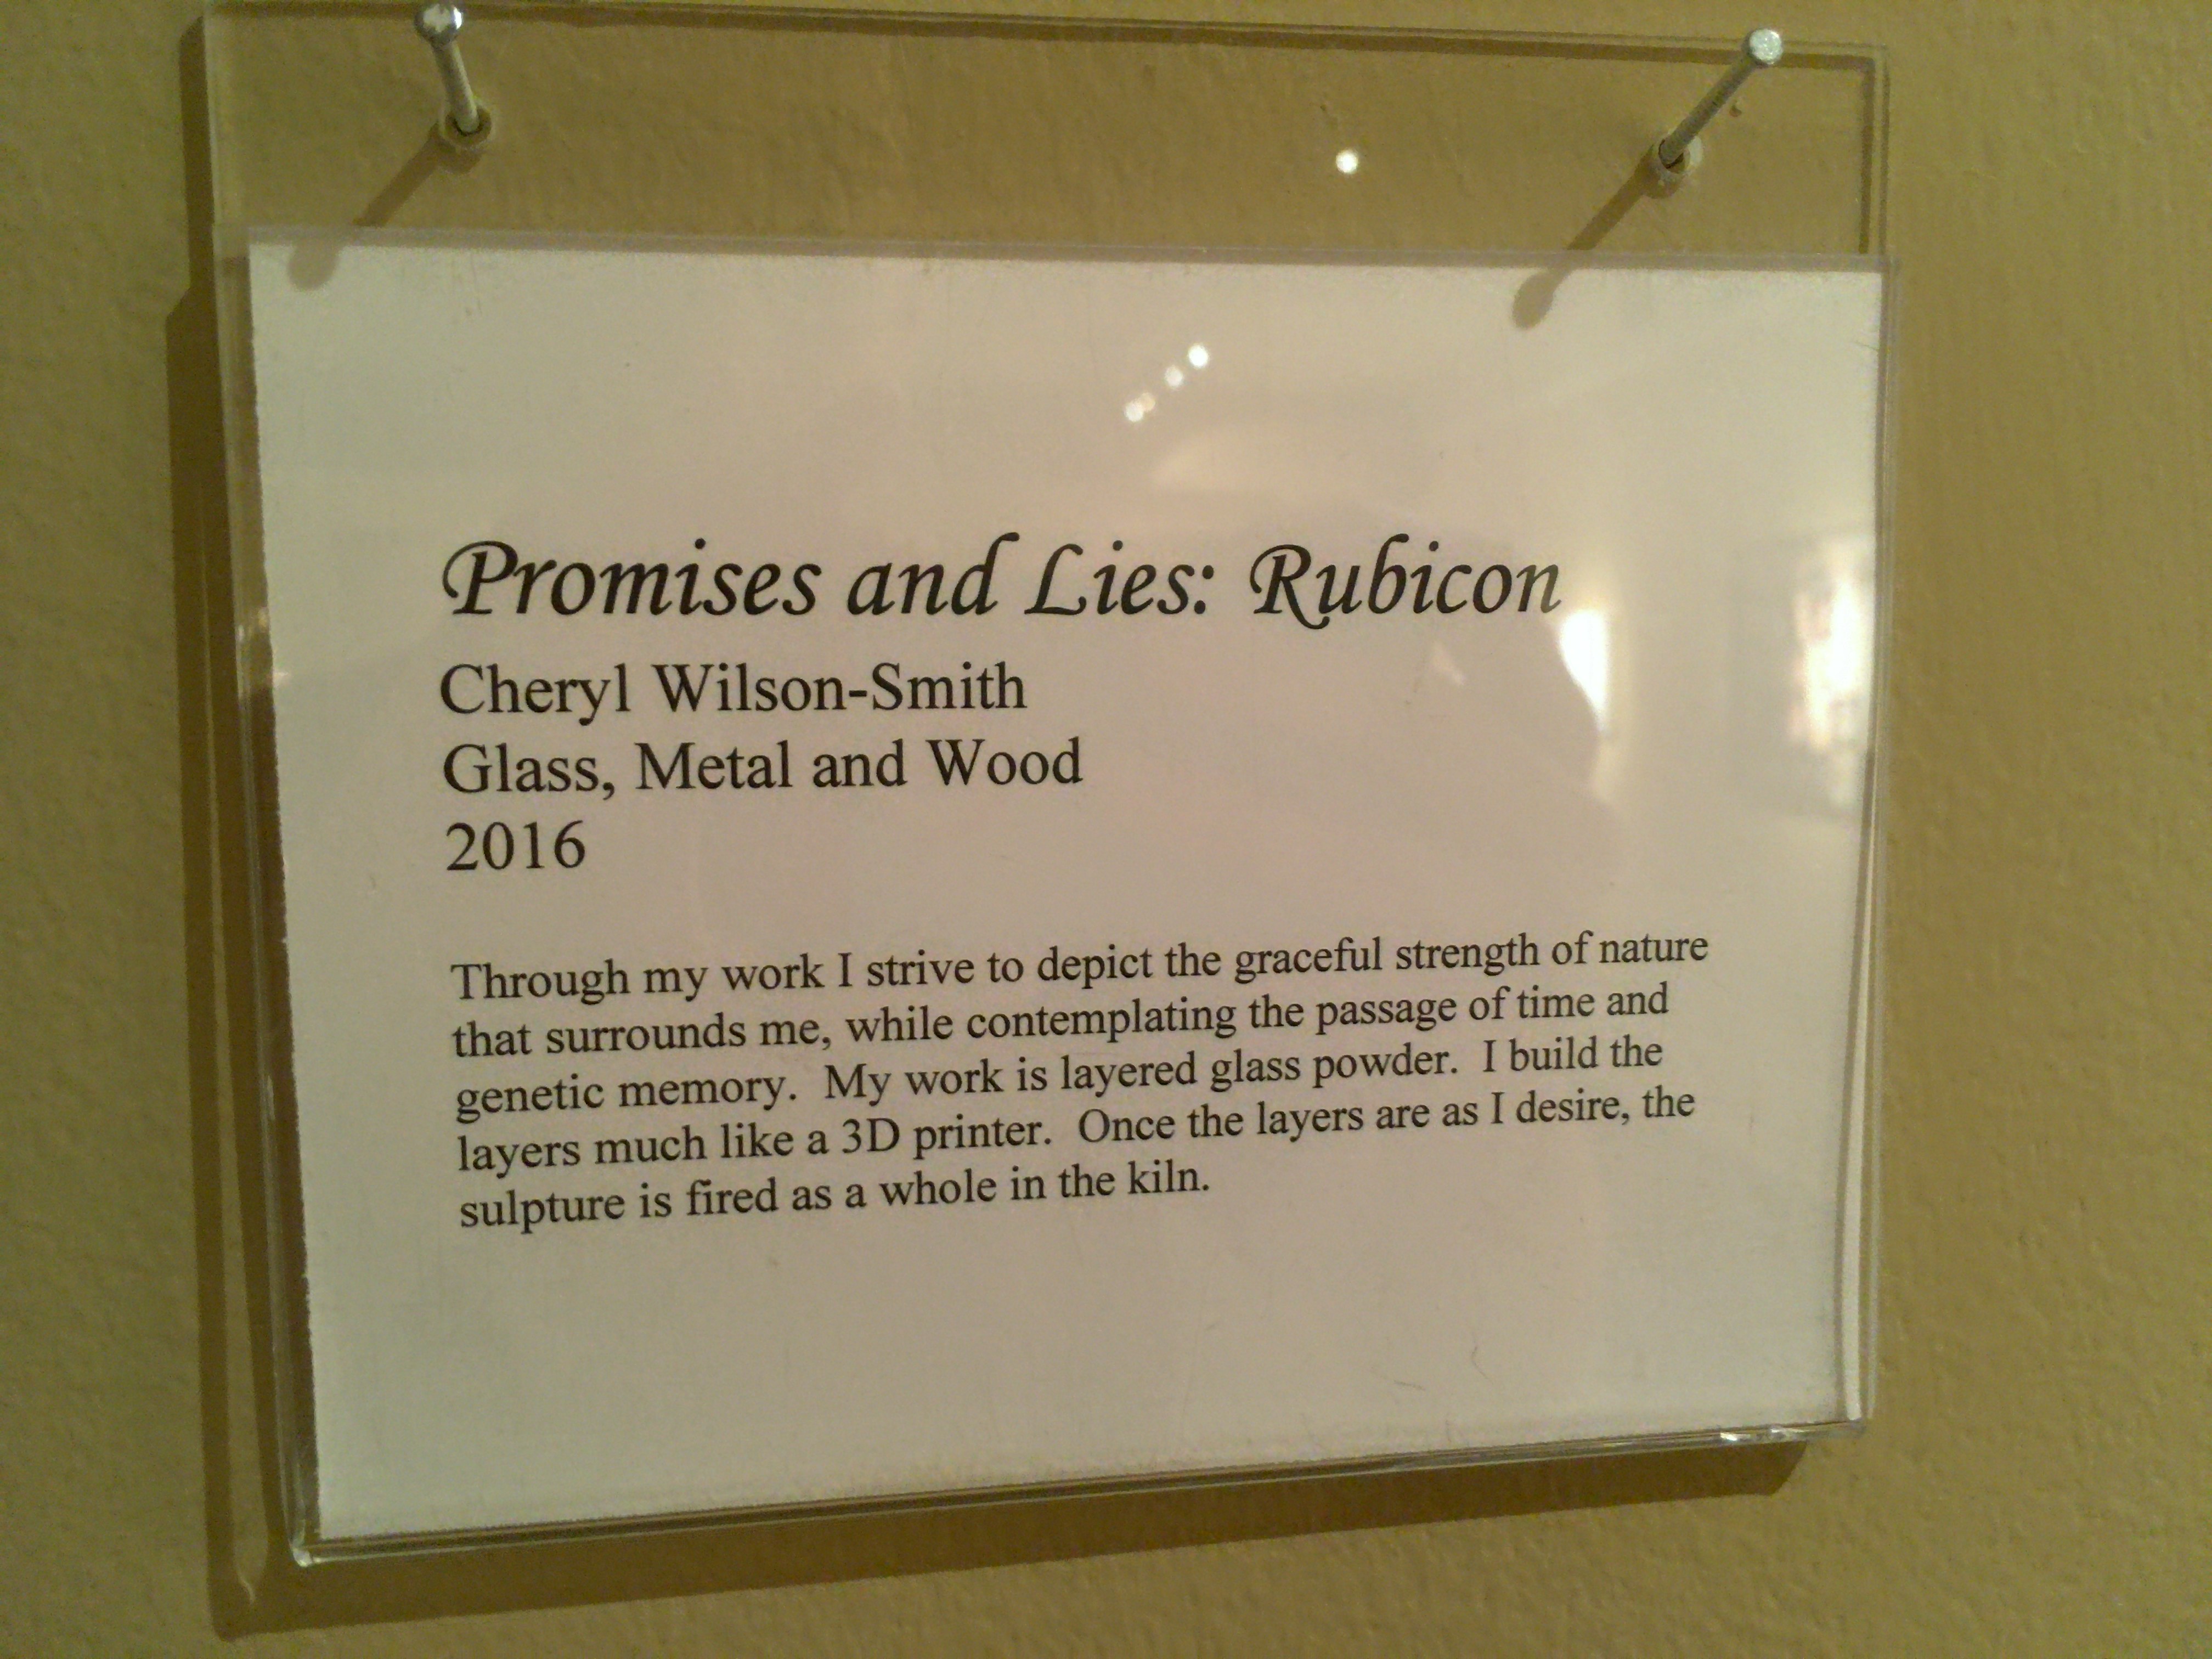 Promises and Lies: Rubicon
Cheryl Wilson-Smith
Glass, Metal and Wood
2016
Through my work I strive to depict the graceful strength of nature
that surrounds me, while contemplating the passage of time and
genetic memory.  My work is layered glass powder.  I build the
layers much like a 3D printer.  Once the layers are as I desire, the
sulpture is fired as a whole in the kiln.